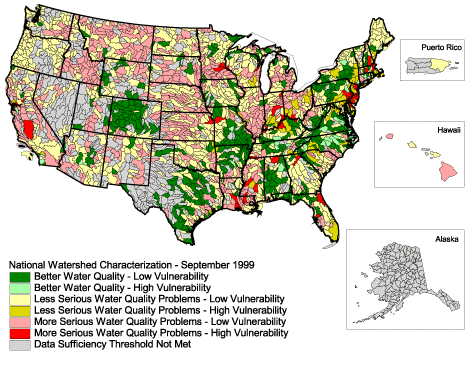 Puerto Rico
Hawaii
Alaska
National Watershed Characterization - September 1999
Better Water Quality - Low Vulnerability
Better Water Quality - High Vulnerability
Less Serious Water Quality Problems - Low Vulnerability
Less Serious Water Quality Problems - High Vulnerability
More Serious Water Quality Problems - Low Vulnerability
More Serious Water Quality Problems - High Vulnerability
Data Sufficiency Threshold Not Met